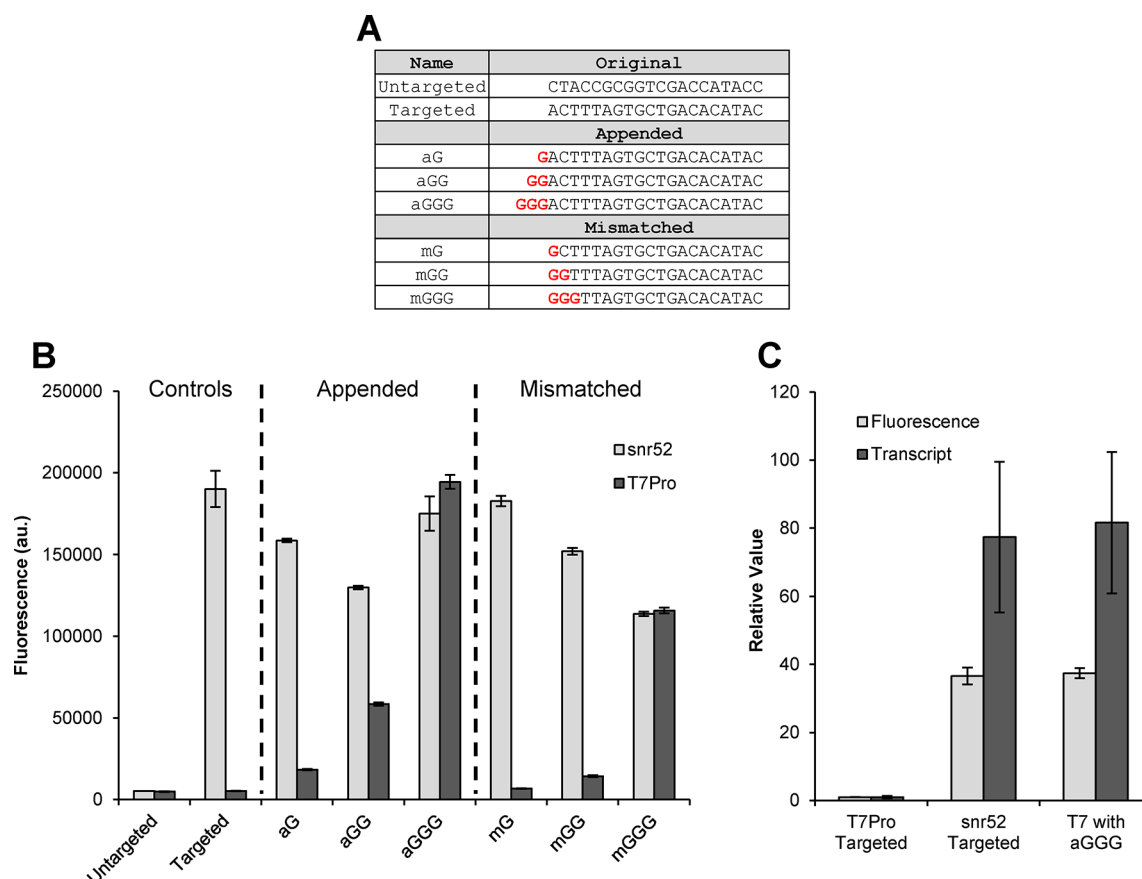 A
Name Original
Untargeted CTACCGCGGTCGACCATACC
Targeted ACTTTAGTGCTGACACATAC
Appended
aG GACTTTAGTGCTGACACATAC
aGG GGACTTTAGTGCTGACACATAC
aGGG GGGACTTTAGTGCTGACACATAC
Mismatched
mG GCTTTAGTGCTGACACATAC
mGG GGTTTAGTGCTGACACATAC
mGGG GGGTTAGTGCTGACACATAC
B
Controls Appended Mismatched
snr52
T7Pro
Fluorescence (au.)
250000
200000
150000
100000
50000
0
Untargeted
Targeted
aG
aGG
aGGG
mG
mGG
mGGG
C
Fluorescence
Transcript
Relative Value
120
100
80
60
40
20
0
T7Pro Targeted
snr52 Targeted
T7 with aGGG